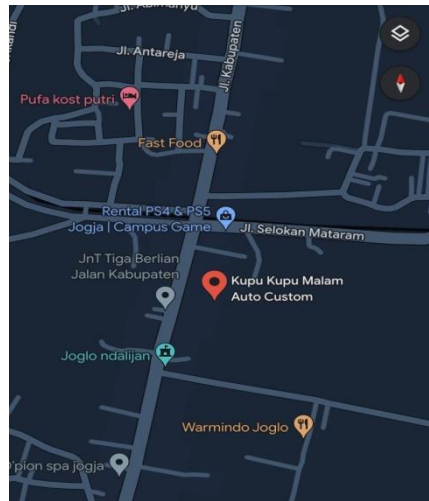 Jl. Abimanyu
Jl. Antareja
Jl. Kabupaten
Pufa kost putri
Fast Food
Rental PS4 & PS5
Jogja | Campus Game
Jl. Selokan Mataram
JnT Tiga Berlian
Jalan Kabupaten
Kupu Kupu Malam
Auto Custom
Joglo ndalijan
Warmindo Joglo
D'pion spa jogja